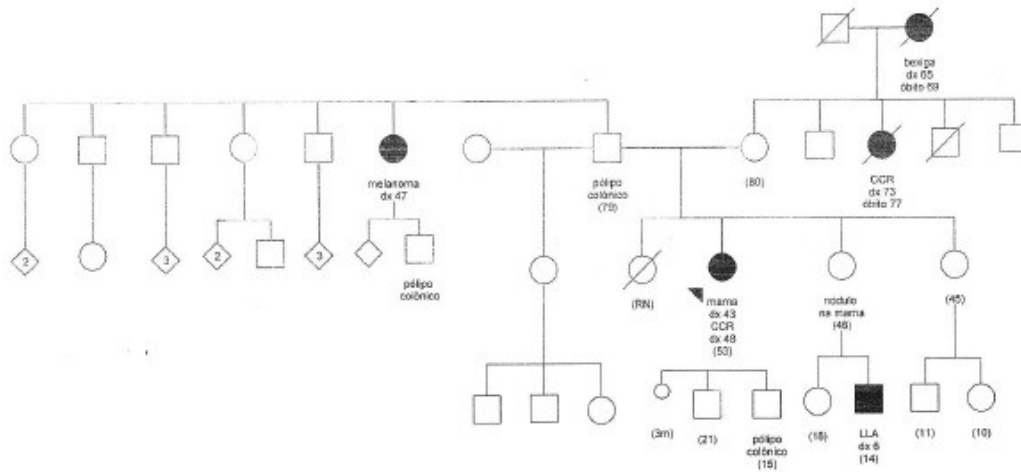 bexiga
dx 65
óbito 69
melanoma
dx 47
pólipo
colônico
(79)
(80)
CCR
dx 73
óbito 77
2
3
2
3
pólipo
colônico
(RN)
mama
dx 43
CCR
dx 48
(53)
nódulo
na mama
(46)
(45)
(3m)
(21)
pólipo
colônico
(15)
(18)
LLA
dx 6
(14)
(11)
(10)